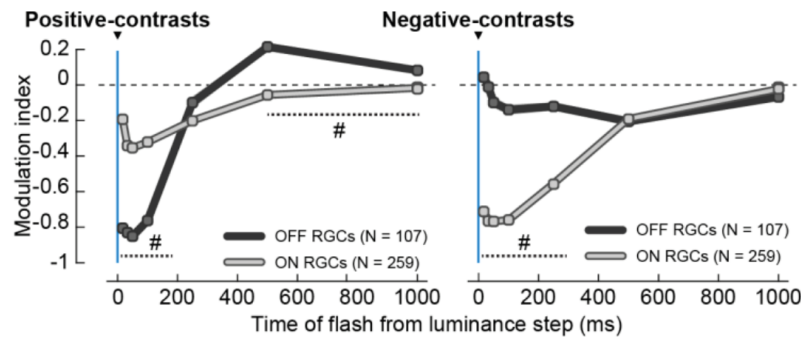 Positive-contrasts
Negative-contrasts
Modulation index
0.2
0
-0.2
-0.4
-0.6
-0.8
-1
#
#
OFF RGCs (N = 107)
ON RGCs (N = 259)
#
OFF RGCs (N = 107)
ON RGCs (N = 259)
0 200 400 600 800 1000
0 200 400 600 800 1000
Time of flash from luminance step (ms)